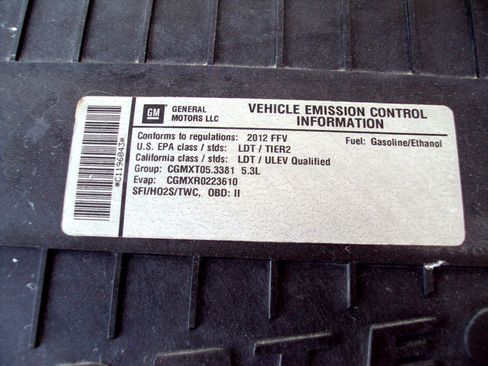 *C1196043*
GM
GENERAL
MOTORS LLC
VEHICLE EMISSION CONTROL
INFORMATION
Conforms to regulations: 2012 FFV Fuel: Gasoline/Ethanol
U.S. EPA class / stds: LDT / TIER2
California class / stds: LDT / ULEV Qualified
Group: CGMXT05.3381 5.3L
Evap: CGMXR0223610
SFI/HO2S/TWC, OBD: II